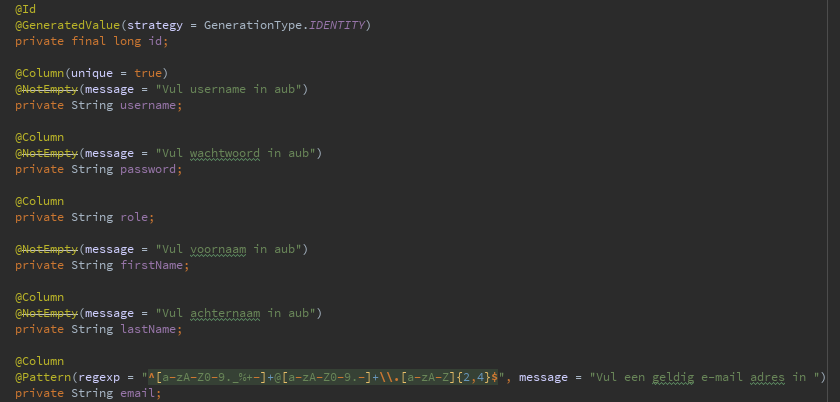 @Id
@GeneratedValue(strategy = GenerationType.IDENTITY)
private final long id;
@Column(unique = true)
@NotEmpty(message = "Vul username in aub")
private String username;
@Column
@NotEmpty(message = "Vul wachtwoord in aub")
private String password;
@Column
private String role;
@NotEmpty(message = "Vul voornaam in aub")
private String firstName;
@Column
@NotEmpty(message = "Vul achternaam in aub")
private String lastName;
@Column
@Pattern(regexp = "^[a-zA-Z0-9._%+-]+@[a-zA-Z0-9.-]+\\.[a-zA-Z]{2,4}$", message = "Vul een geldig e-mail adres in ")
private String email;